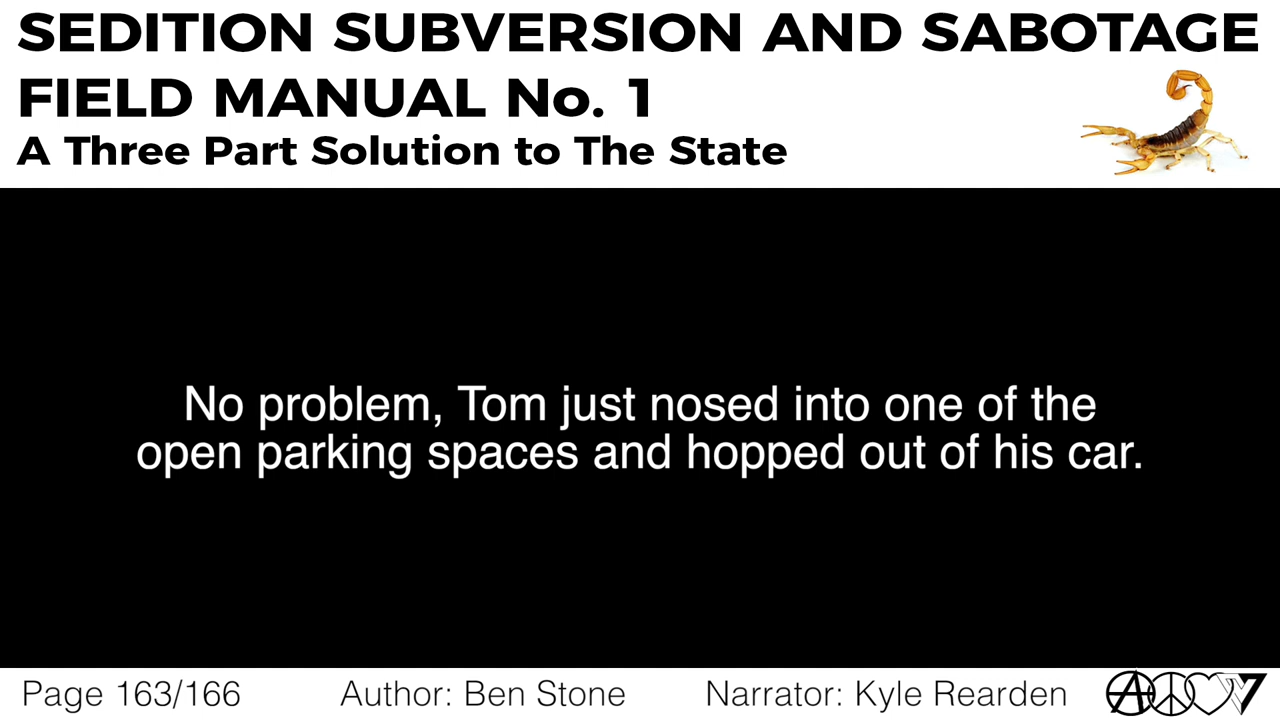 SEDITION SUBVERSION AND SABOTAGE
FIELD MANUAL No. 1
A Three Part Solution to The State
No problem, Tom just nosed into one of the
open parking spaces and hopped out of his car.
Page 163/166 Author: Ben Stone Narrator: Kyle Rearden